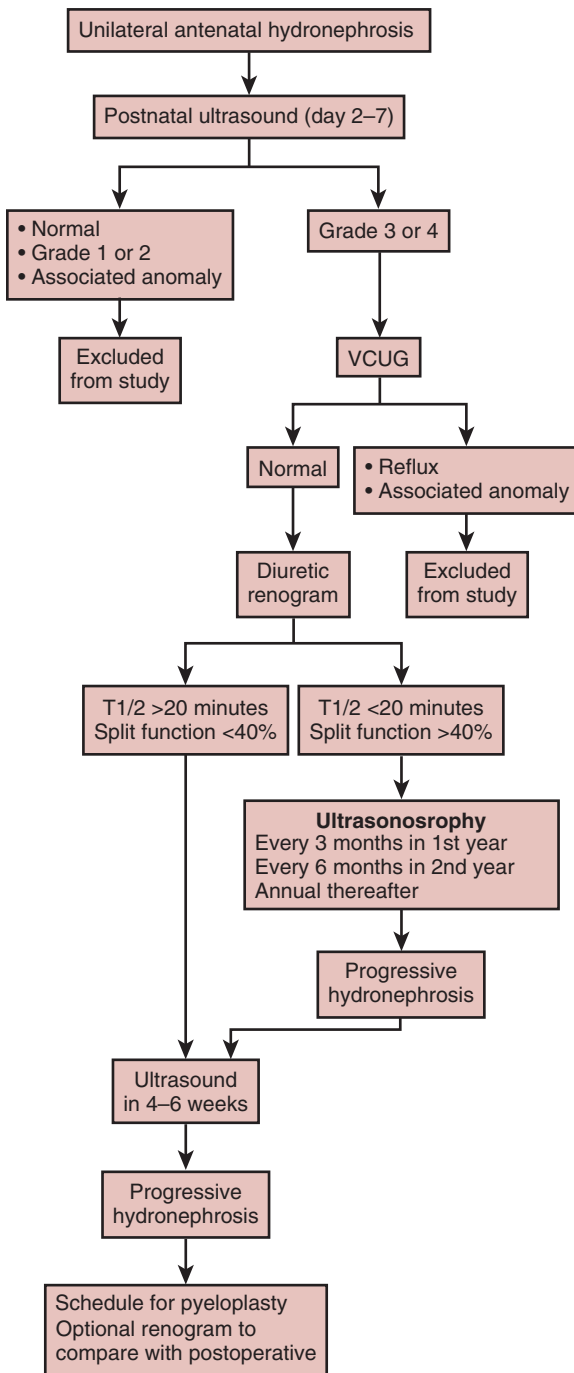 Unilateral antenatal hydronephrosis
Postnatal ultrasound (day 2–7)
• Normal
• Grade 1 or 2
• Associated anomaly
Grade 3 or 4
Excluded
from study
VCUG
Normal
• Reflux
• Associated anomaly
Diuretic
renogram
Excluded
from study
T1/2 >20 minutes
Split function <40%
T1/2 <20 minutes
Split function >40%
Ultrasonosrophy
Every 3 months in 1st year
Every 6 months in 2nd year
Annual thereafter
Progressive
hydronephrosis
Ultrasound
in 4–6 weeks
Progressive
hydronephrosis
Schedule for pyeloplasty
Optional renogram to
compare with postoperative